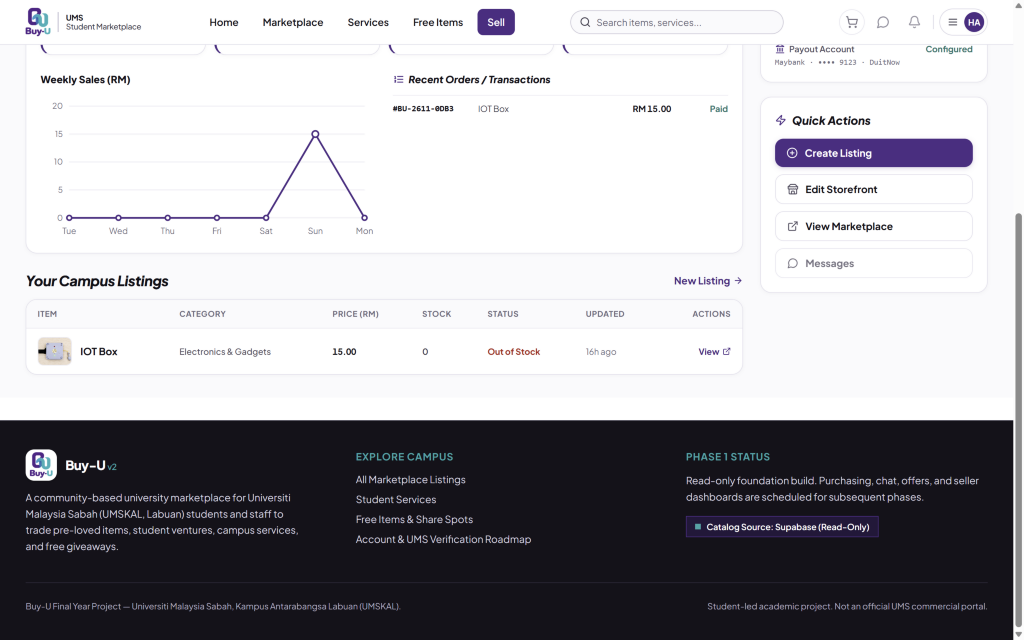 Buy-U
UMS
Student Marketplace
Home
Marketplace
Services
Free Items
Sell
Search items, services...
HA
Weekly Sales (RM)
20
15
10
5
0
Tue
Wed
Thu
Fri
Sat
Sun
Mon
Recent Orders / Transactions
#BU-2611-0DB3 IOT Box RM 15.00 Paid
Payout Account Configured
Maybank · •••• 9123 · DuitNow
Quick Actions
Create Listing
Edit Storefront
View Marketplace
Messages
Your Campus Listings
New Listing →
ITEM CATEGORY PRICE (RM) STOCK STATUS UPDATED ACTIONS
IOT Box Electronics & Gadgets 15.00 0 Out of Stock 16h ago View
Buy-U
Buy-U v2
A community-based university marketplace for Universiti
Malaysia Sabah (UMSKAL, Labuan) students and staff to
trade pre-loved items, student ventures, campus services,
and free giveaways.
EXPLORE CAMPUS
All Marketplace Listings
Student Services
Free Items & Share Spots
Account & UMS Verification Roadmap
PHASE 1 STATUS
Read-only foundation build. Purchasing, chat, offers, and seller
dashboards are scheduled for subsequent phases.
Catalog Source: Supabase (Read-Only)
Buy-U Final Year Project — Universiti Malaysia Sabah, Kampus Antarabangsa Labuan (UMSKAL).
Student-led academic project. Not an official UMS commercial portal.